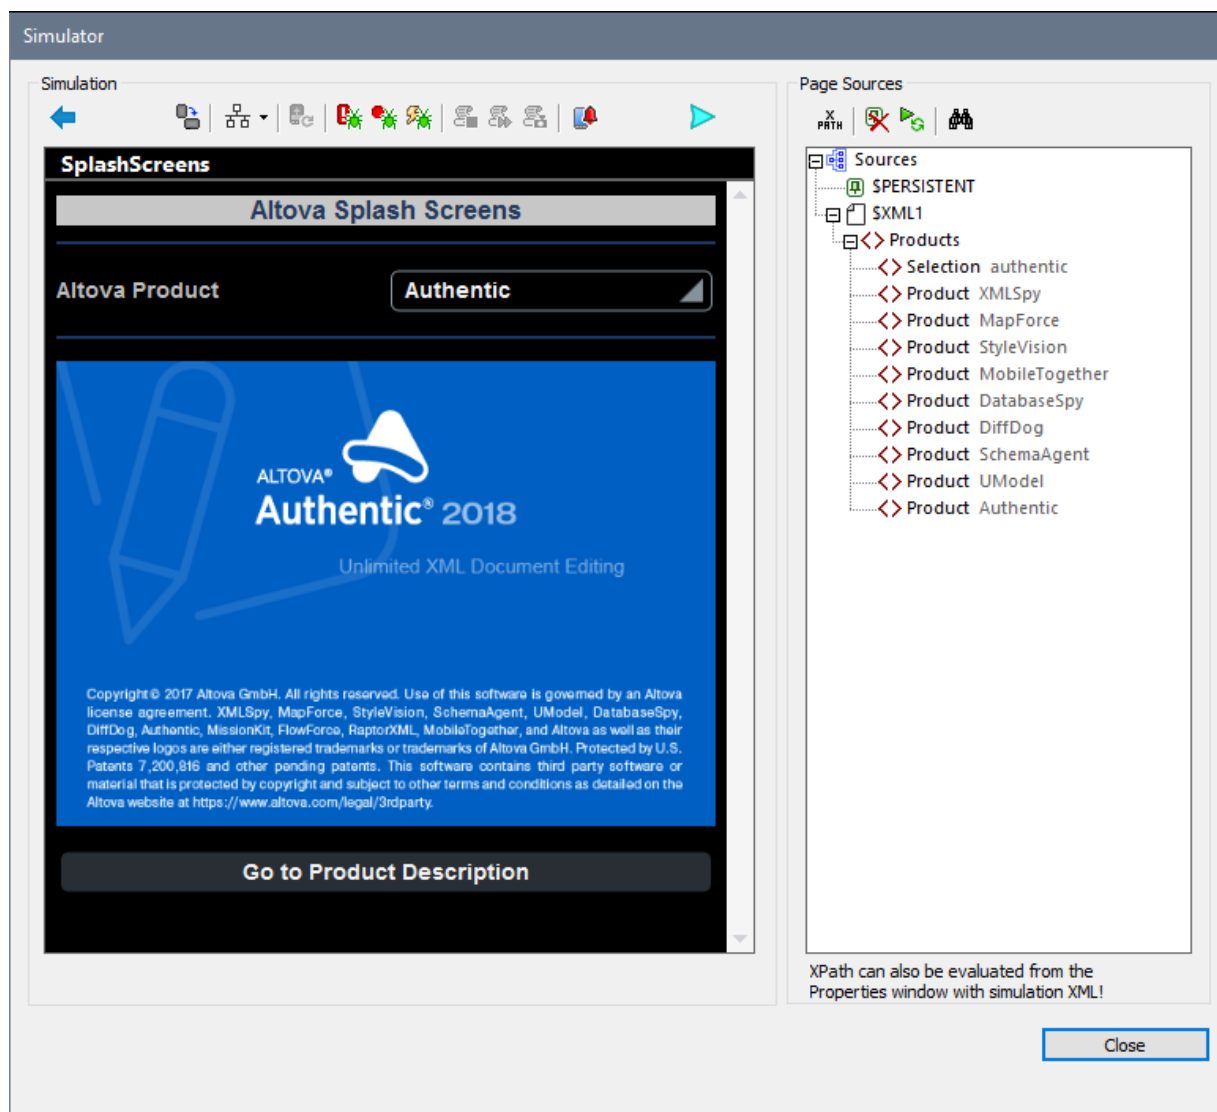 Simulator
Simulation
SplashScreens
Altova Splash Screens
Altova Product
Authentic
ALTOVA®
Authentic® 2018
Unlimited XML Document Editing
Copyright© 2017 Altova GmbH. All rights reserved. Use of this software is governed by an Altova
license agreement. XMLSpy, MapForce, StyleVision, SchemaAgent, UModel, DatabaseSpy,
DiffDog, Authentic, MissionKit, FlowForce, RaptorXML, MobileTogether, and Altova as well as their
respective logos are either registered trademarks or trademarks of Altova GmbH. Protected by U.S.
Patents 7,200,816 and other pending patents. This software contains third party software or
material that is protected by copyright and subject to other terms and conditions as detailed on the
Altova website at https://www.altova.com/legal/3rdparty.
Go to Product Description
Page Sources
X
PATH
Sources
$PERSISTENT
$XML1
Products
Selection authentic
Product XMLSpy
Product MapForce
Product StyleVision
Product MobileTogether
Product DatabaseSpy
Product DiffDog
Product SchemaAgent
Product UModel
Product Authentic
XPath can also be evaluated from the
Properties window with simulation XML!
Close